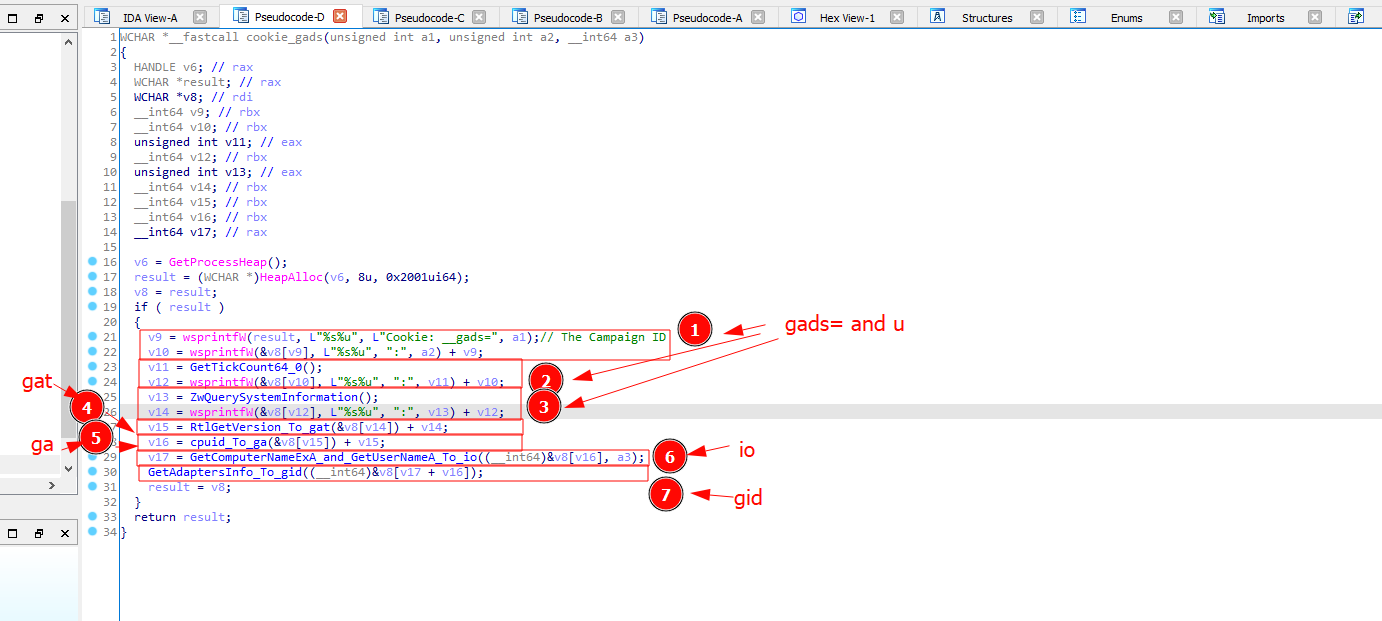 IDA View-A Pseudocode-D Pseudocode-C Pseudocode-B Pseudocode-A Hex View-1 Structures Enums Imports
1 WCHAR *__fastcall cookie_gads(unsigned int a1, unsigned int a2, __int64 a3)
2 {
3 HANDLE v6; // rax
4 WCHAR *result; // rax
5 WCHAR *v8; // rdi
6 __int64 v9; // rbx
7 __int64 v10; // rbx
8 unsigned int v11; // eax
9 __int64 v12; // rbx
10 unsigned int v13; // eax
11 __int64 v14; // rbx
12 __int64 v15; // rbx
13 __int64 v16; // rbx
14 __int64 v17; // rax
15
16 v6 = GetProcessHeap();
17 result = (WCHAR *)HeapAlloc(v6, 8u, 0x2001ui64);
18 v8 = result;
19 if ( result )
20 {
21 v9 = wsprintfW(result, L"%s%u", L"Cookie: __gads=", a1);// The Campaign ID
1
gads= and u
22 v10 = wsprintfW(&v8[v9], L"%s%u", ":", a2) + v9;
23 v11 = GetTickCount64_0();
24 v12 = wsprintfW(&v8[v10], L"%s%u", ":", v11) + v10;
2
gat
25 v13 = ZwQuerySystemInformation();
3
4
26 v14 = wsprintfW(&v8[v12], L"%s%u", ":", v13) + v12;
v15 = RtlGetVersion_To_gat(&v8[v14]) + v14;
5
ga
v16 = cpuid_To_ga(&v8[v15]) + v15;
29 v17 = GetComputerNameExA_and_GetUserNameA_To_io((__int64)&v8[v16], a3);
6
io
30 GetAdaptersInfo_To_gid((__int64)&v8[v17 + v16]);
7
gid
31 result = v8;
32 }
33 return result;
34 }